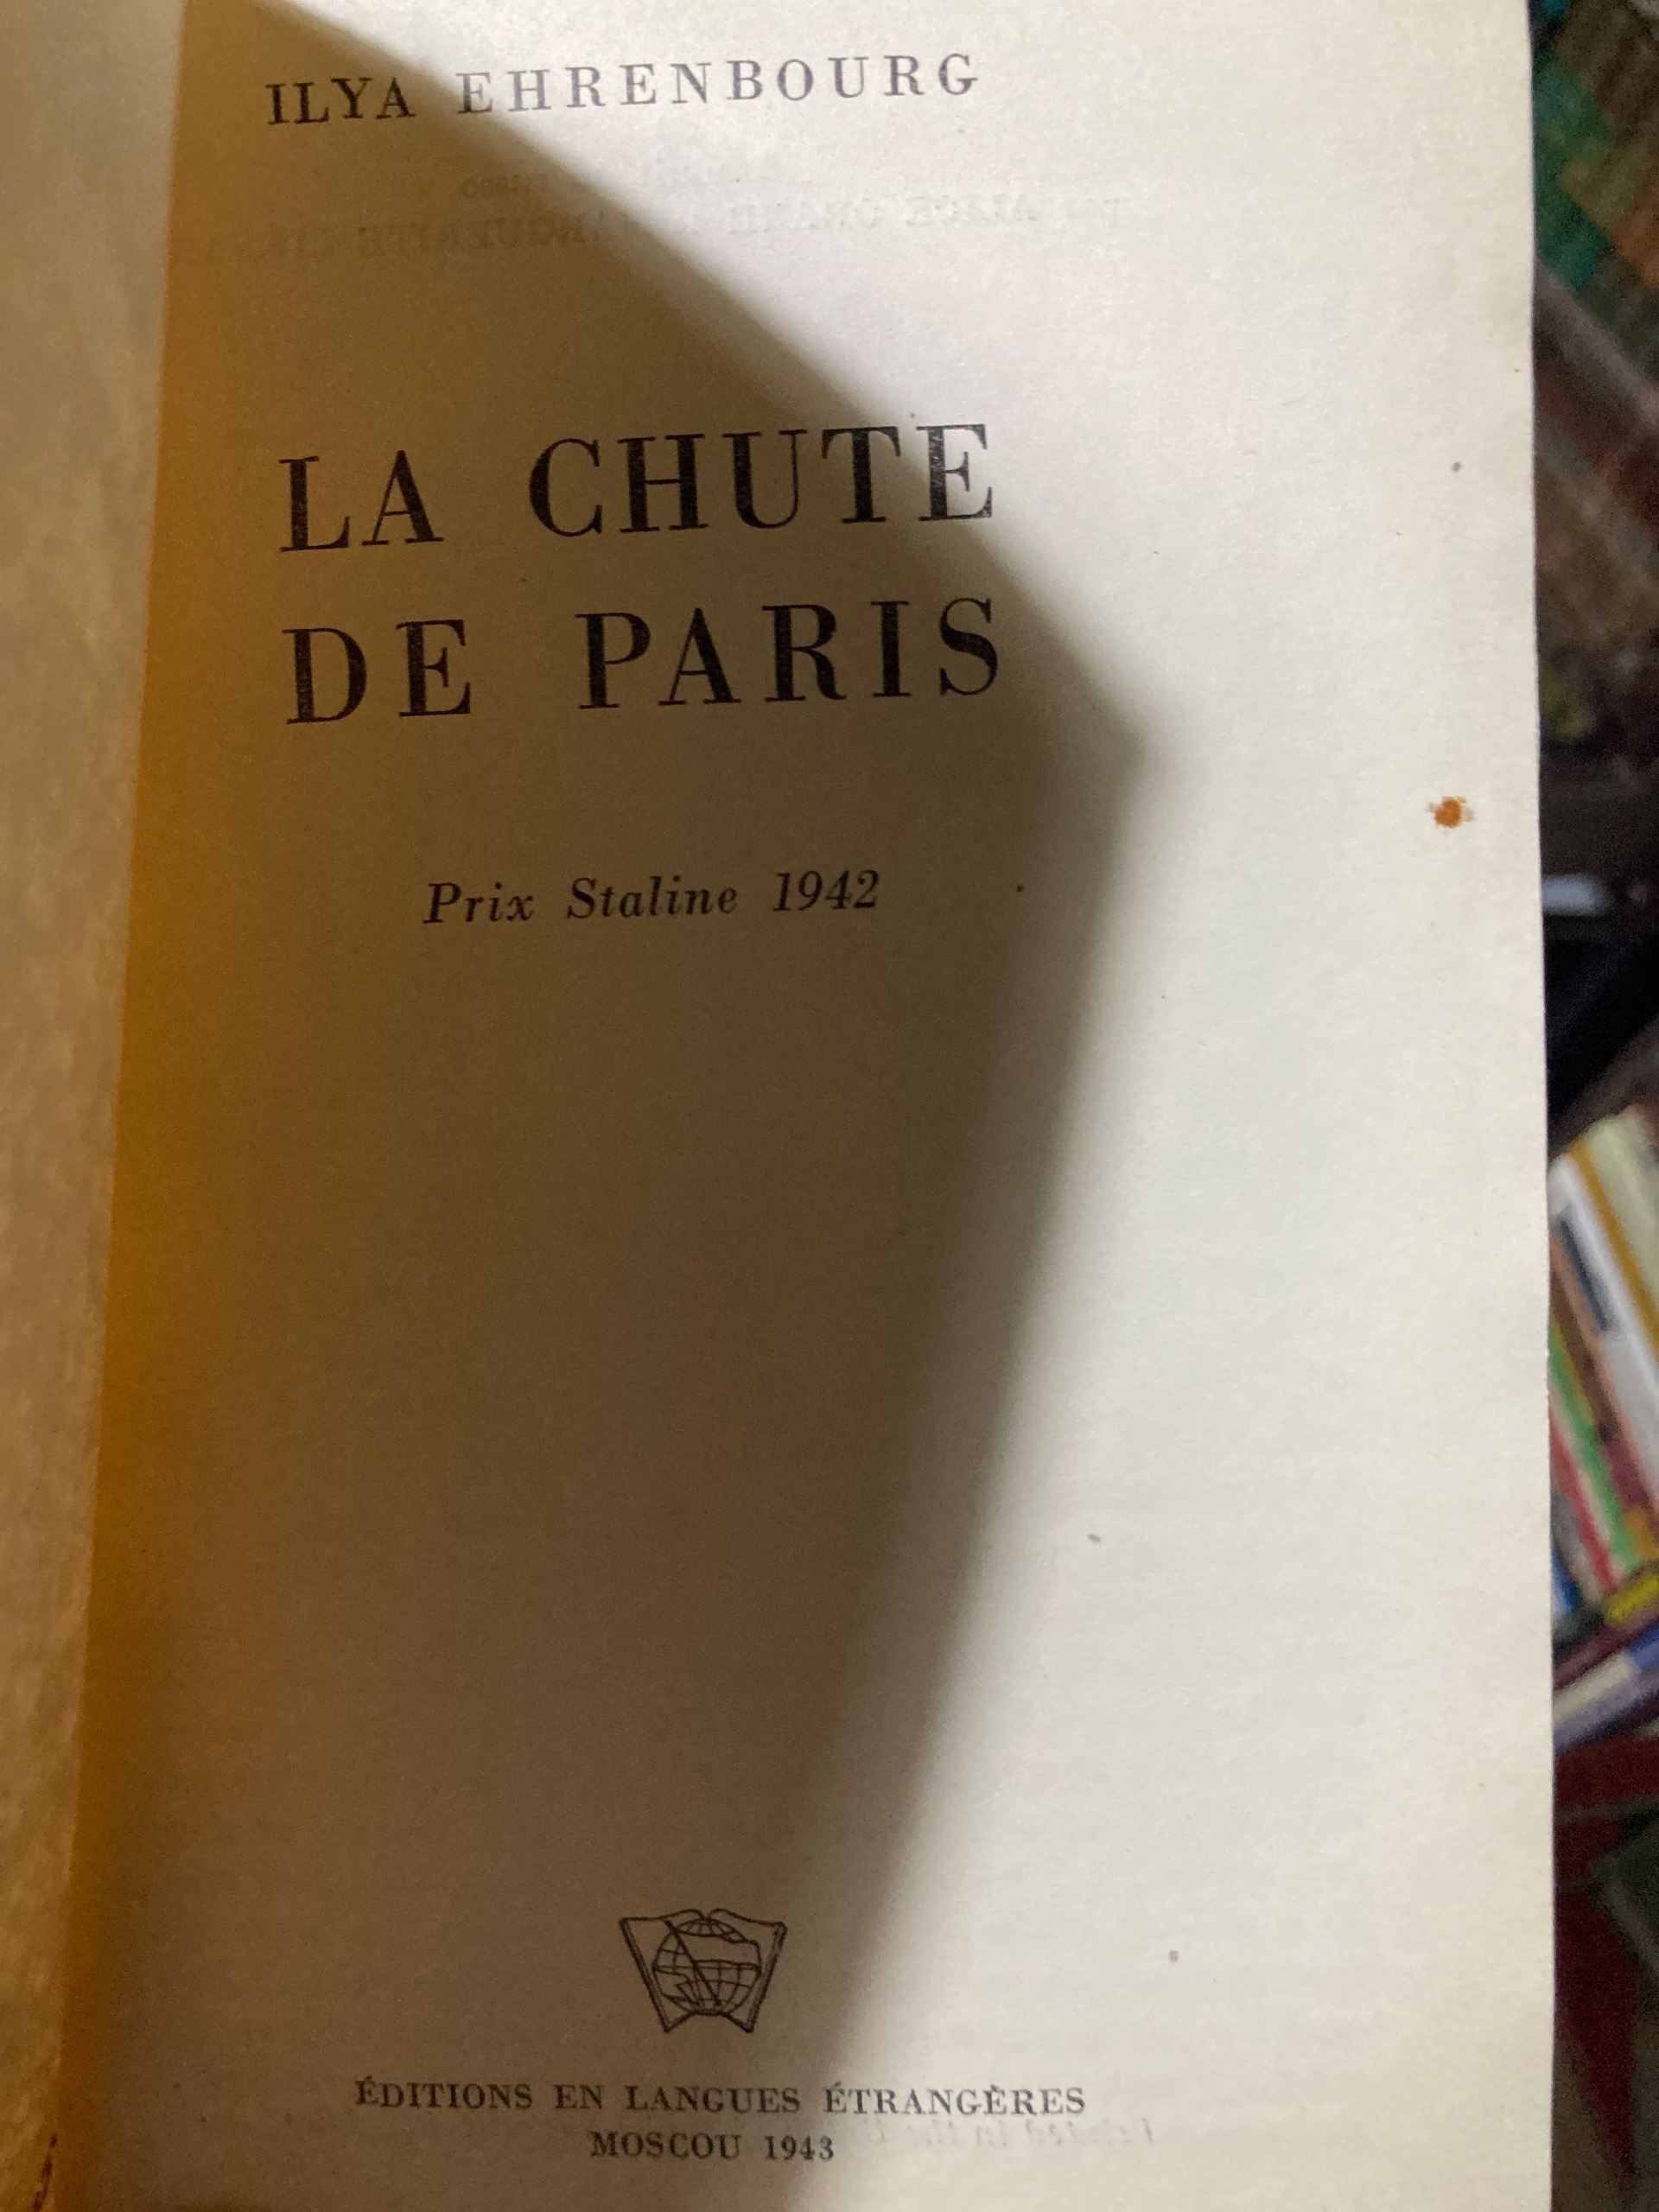 ILYA EHRENBOURG
LA CHUTE
DE PARIS
Prix Staline 1942
ÉDITIONS EN LANGUES ÉTRANGÈRES
MOSCOU 1943